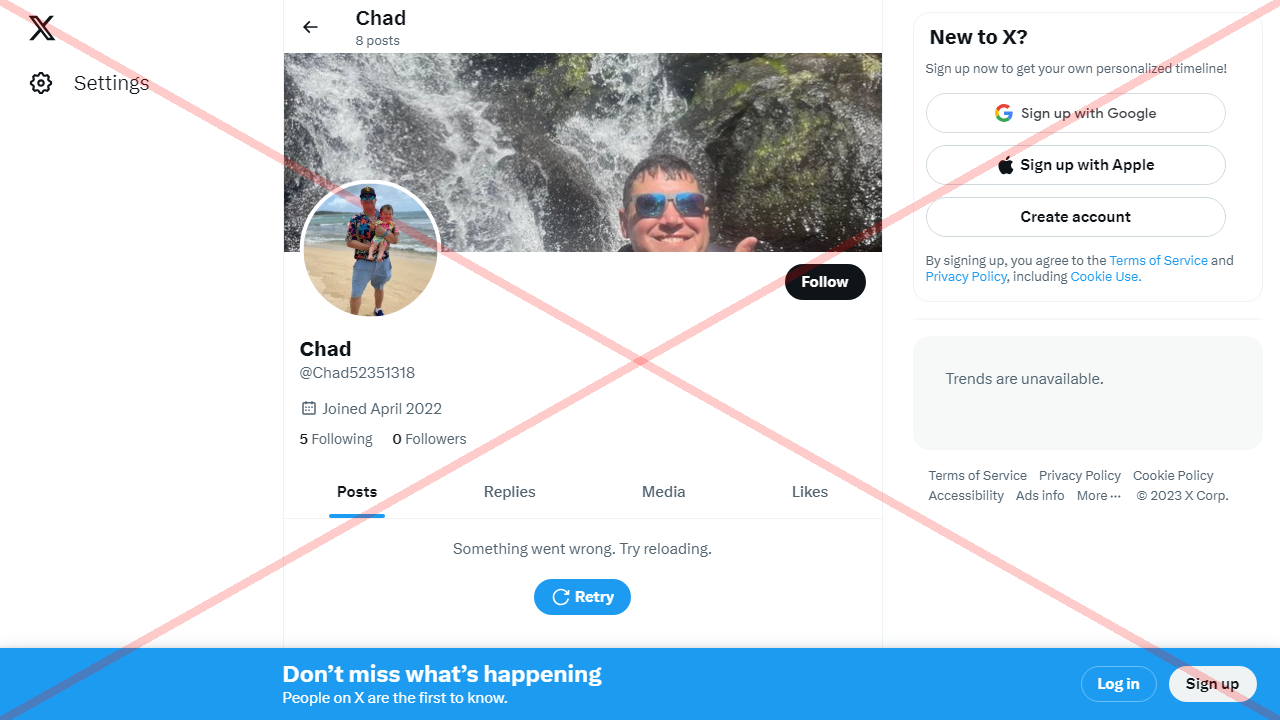 Settings
Chad
8 posts
Follow
Chad
@Chad52351318
Joined April 2022
5 Following 0 Followers
Posts Replies Media Likes
Something went wrong. Try reloading.
Retry
New to X?
Sign up now to get your own personalized timeline!
Sign up with Google
Sign up with Apple
Create account
By signing up, you agree to the Terms of Service and
Privacy Policy, including Cookie Use.
Trends are unavailable.
Terms of Service Privacy Policy Cookie Policy
Accessibility Ads info More ··· © 2023 X Corp.
Don’t miss what’s happening
People on X are the first to know.
Log in
Sign up